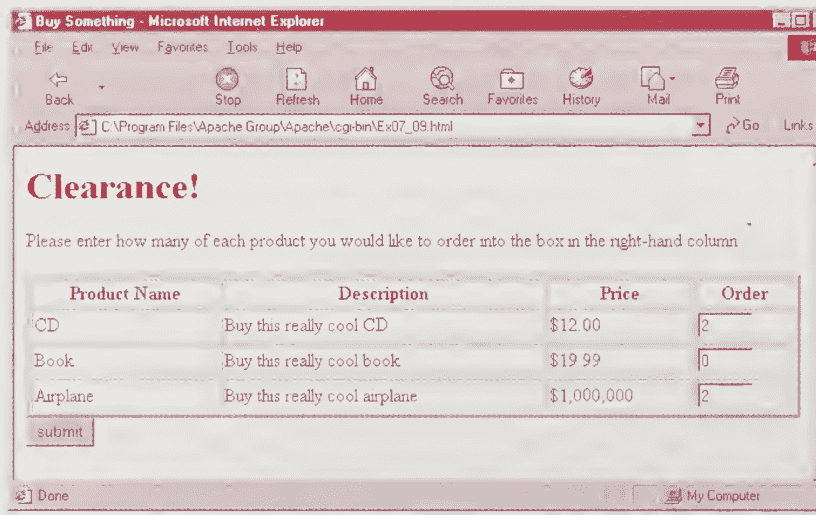 Buy Something - Microsoft Internet Explorer
File Edit View Favorites Tools Help
Back Stop Refresh Home Search Favorites History Mail Print
Address C:\Program Files\Apache Group\Apache\cgi-bin\Ex07_09.html Go Links
Clearance!
Please enter how many of each product you would like to order into the box in the right-hand column
Product Name Description Price Order
CD Buy this really cool CD $12.00 2
Book Buy this really cool book $19.99 0
Airplane Buy this really cool airplane $1,000,000 2
submit
Done My Computer